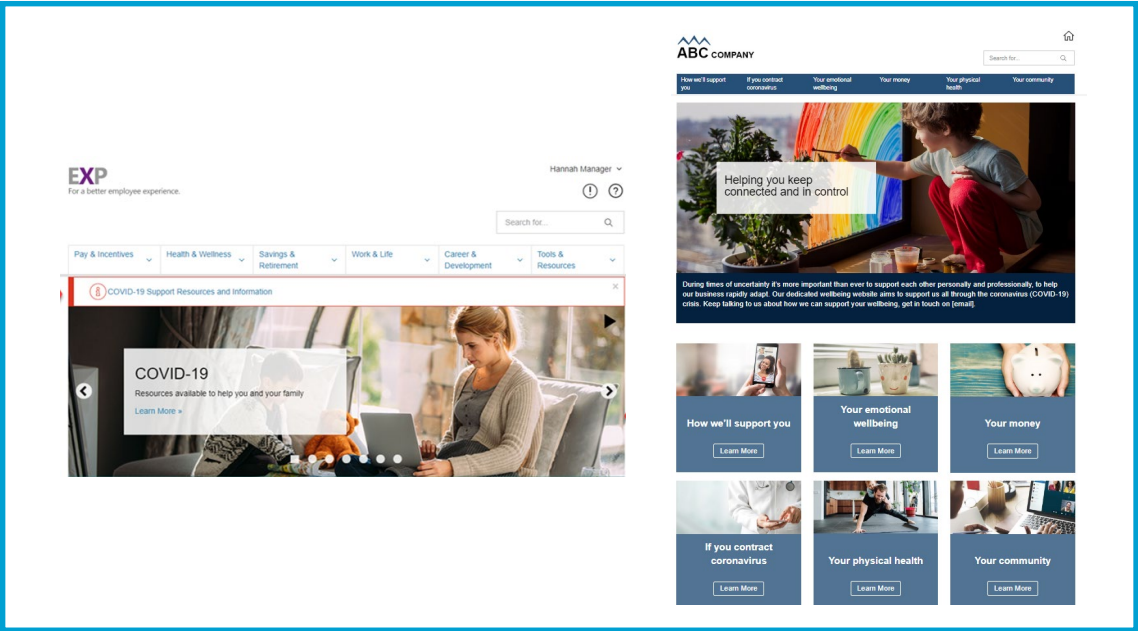 EXP
For a better employee experience.
Hannah Manager
Search for...
Pay & Incentives
Health & Wellness
Savings &
Retirement
Work & Life
Career &
Development
Tools &
Resources
COVID-19 Support Resources and Information
COVID-19
Resources available to help you and your family
Learn More »
ABC COMPANY
Search for...
How we'll support
you
If you contract
coronavirus
Your emotional
wellbeing
Your money
Your physical
health
Your community
Helping you keep
connected and in control
During times of uncertainty it's more important than ever to support each other personally and professionally, to help
our business rapidly adapt. Our dedicated wellbeing website aims to support us all through the coronavirus (COVID-19)
crisis. Keep talking to us about how we can support your wellbeing, get in touch on [email].
How we'll support you
Learn More
Your emotional
wellbeing
Learn More
Your money
Learn More
If you contract
coronavirus
Learn More
Your physical health
Learn More
Your community
Learn More